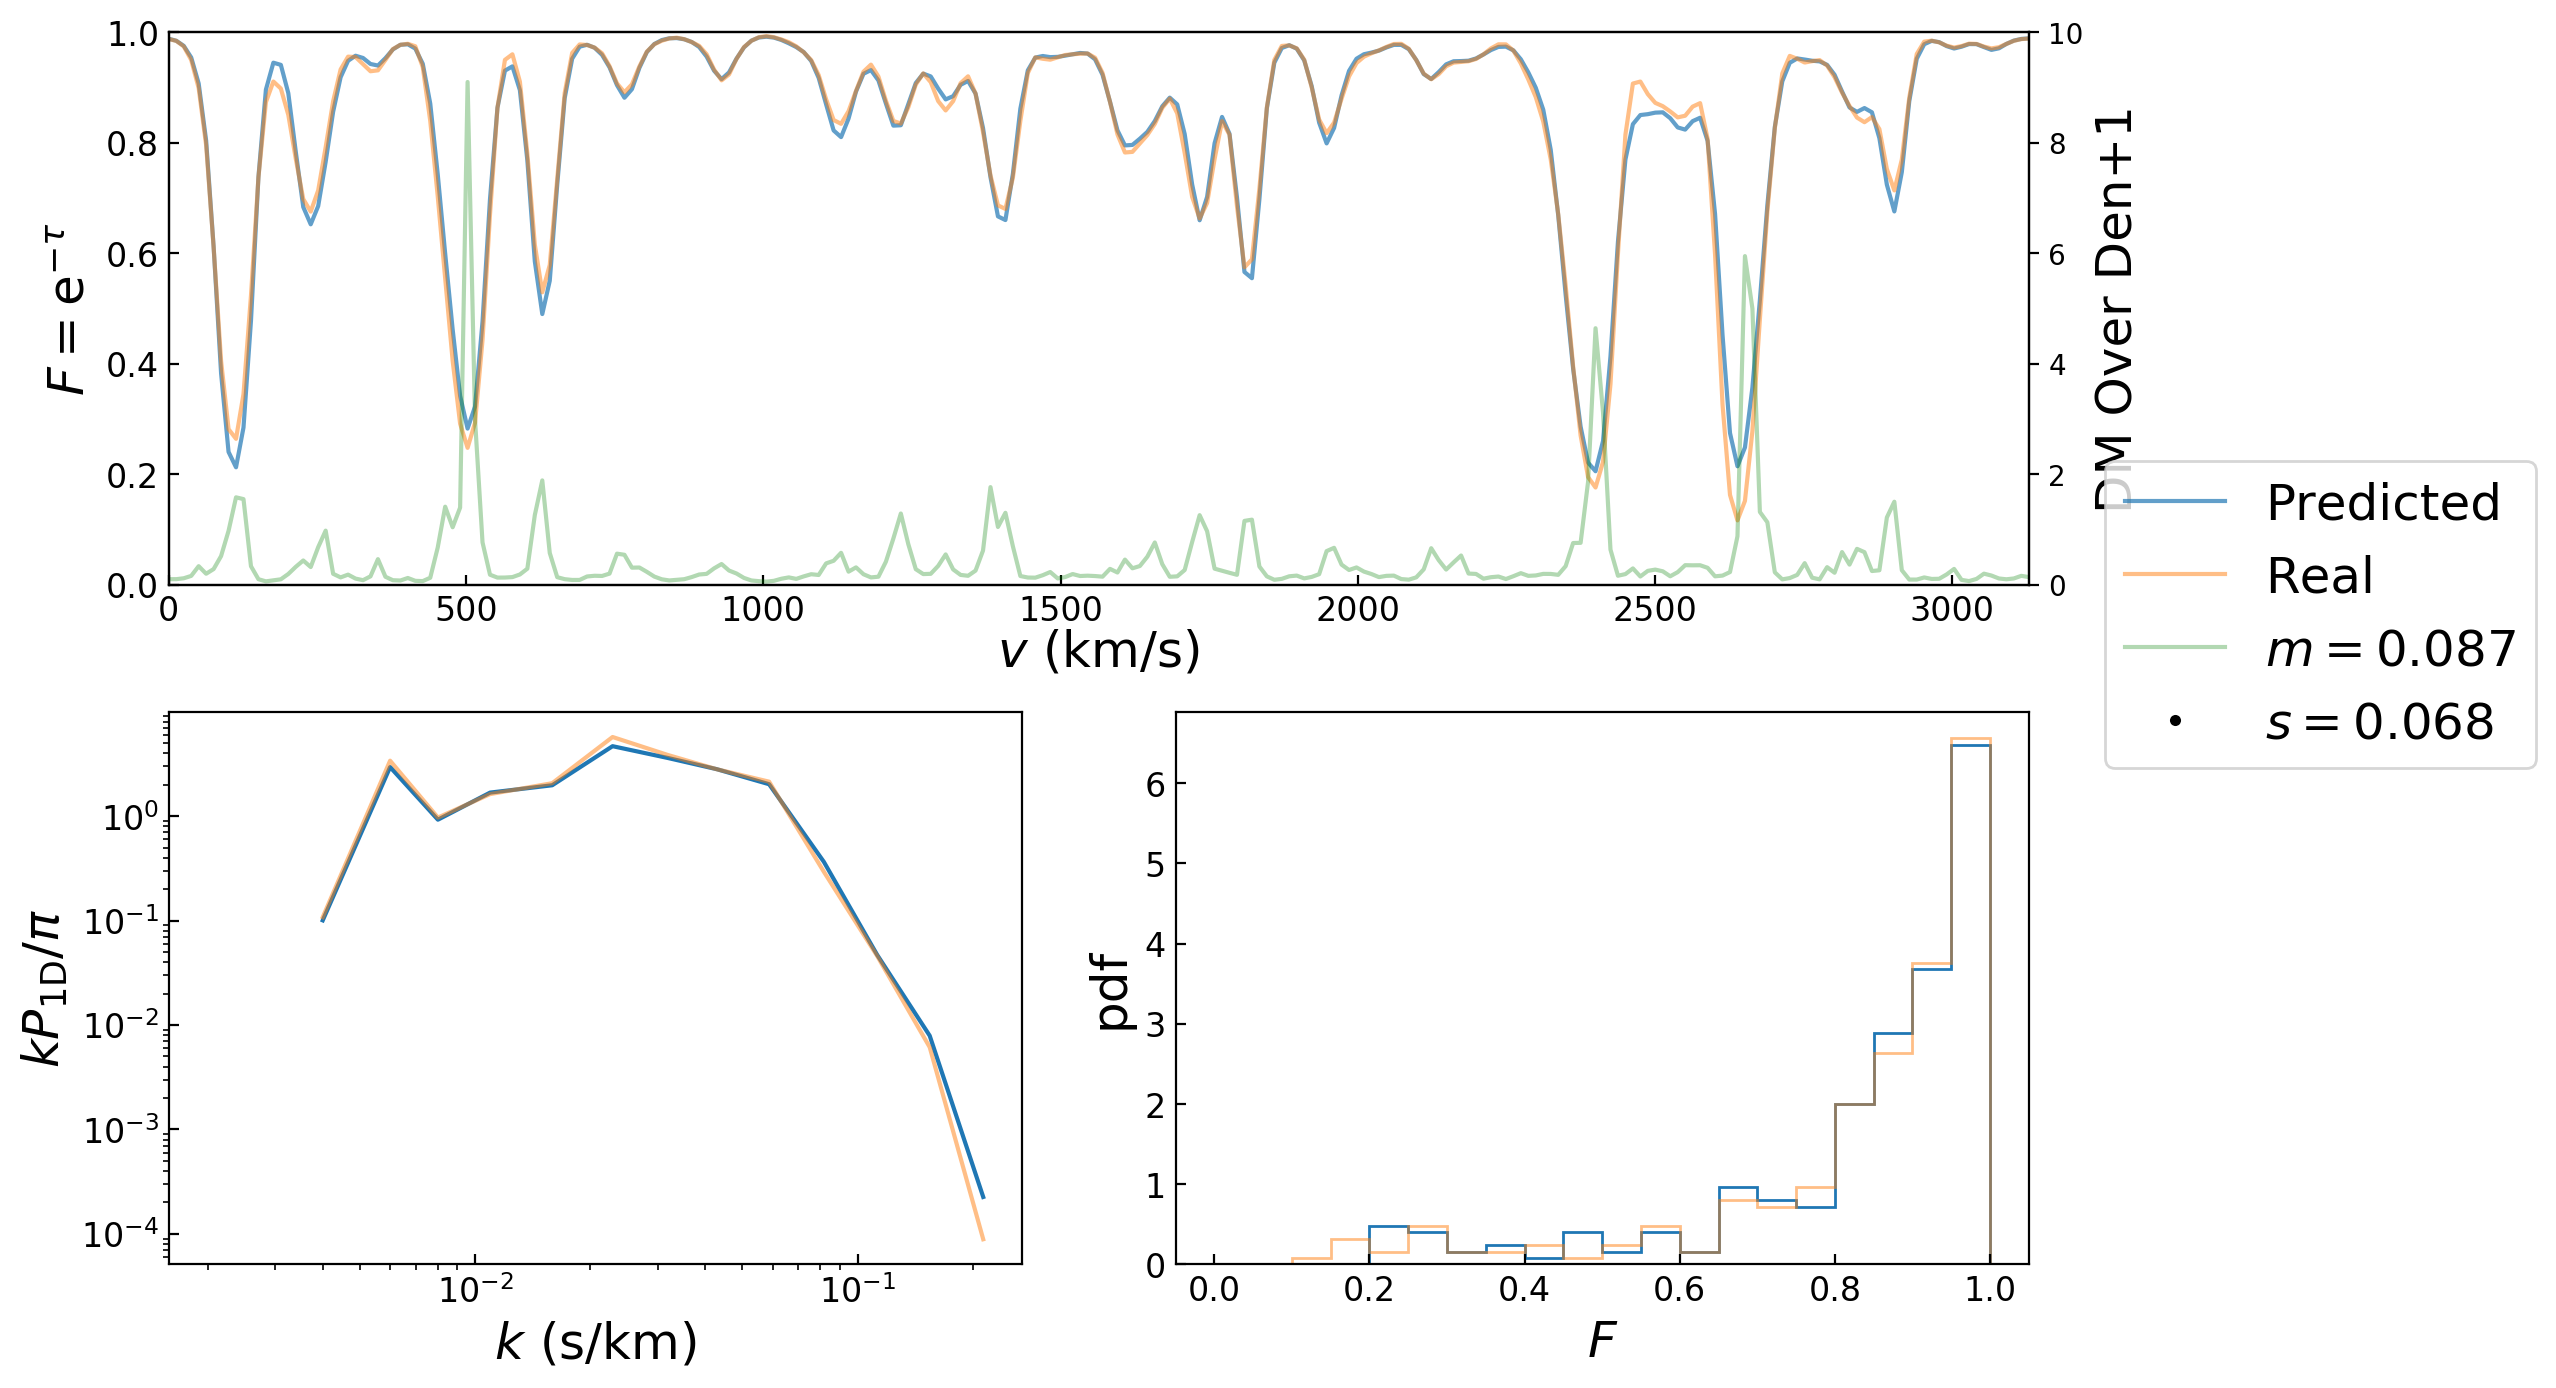 1.0
0.8
0.6
0.4
0.2
0.0
F = e^{−τ}
10
8
6
4
2
0
DM Over Den+1
0 500 1000 1500 2000 2500 3000
v (km/s)
Predicted
Real
m = 0.087
s = 0.068
10^0
10^{−1}
10^{−2}
10^{−3}
10^{−4}
kP_{1D}/π
10^{−2} 10^{−1}
k (s/km)
6
5
4
3
2
1
0
pdf
0.0 0.2 0.4 0.6 0.8 1.0
F